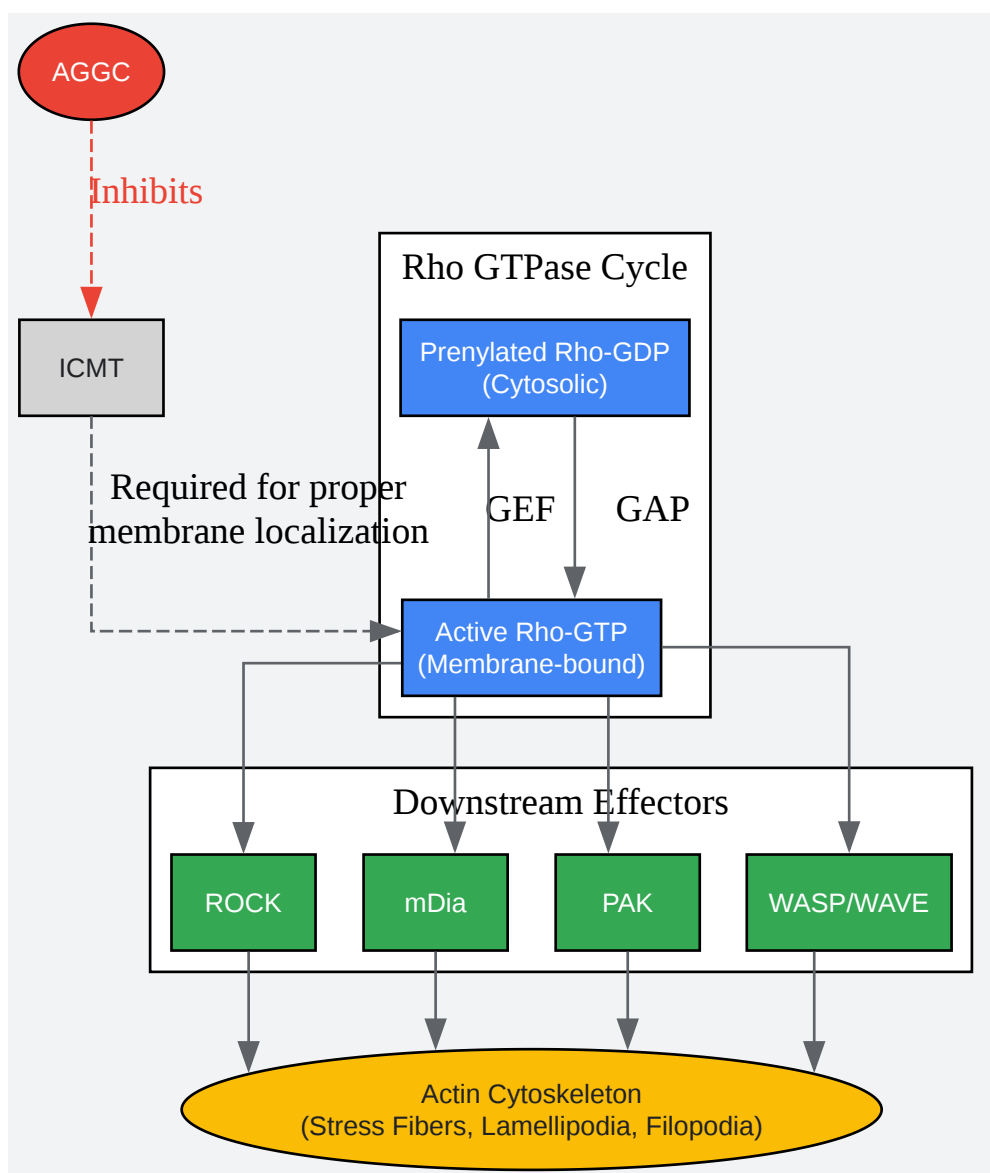 AGGC
Inhibits
ICMT
Rho GTPase Cycle
Prenylated Rho-GDP
(Cytosolic)
Required for proper
membrane localization
GEF
GAP
Active Rho-GTP
(Membrane-bound)
Downstream Effectors
ROCK
mDia
PAK
WASP/WAVE
Actin Cytoskeleton
(Stress Fibers, Lamellipodia, Filopodia)